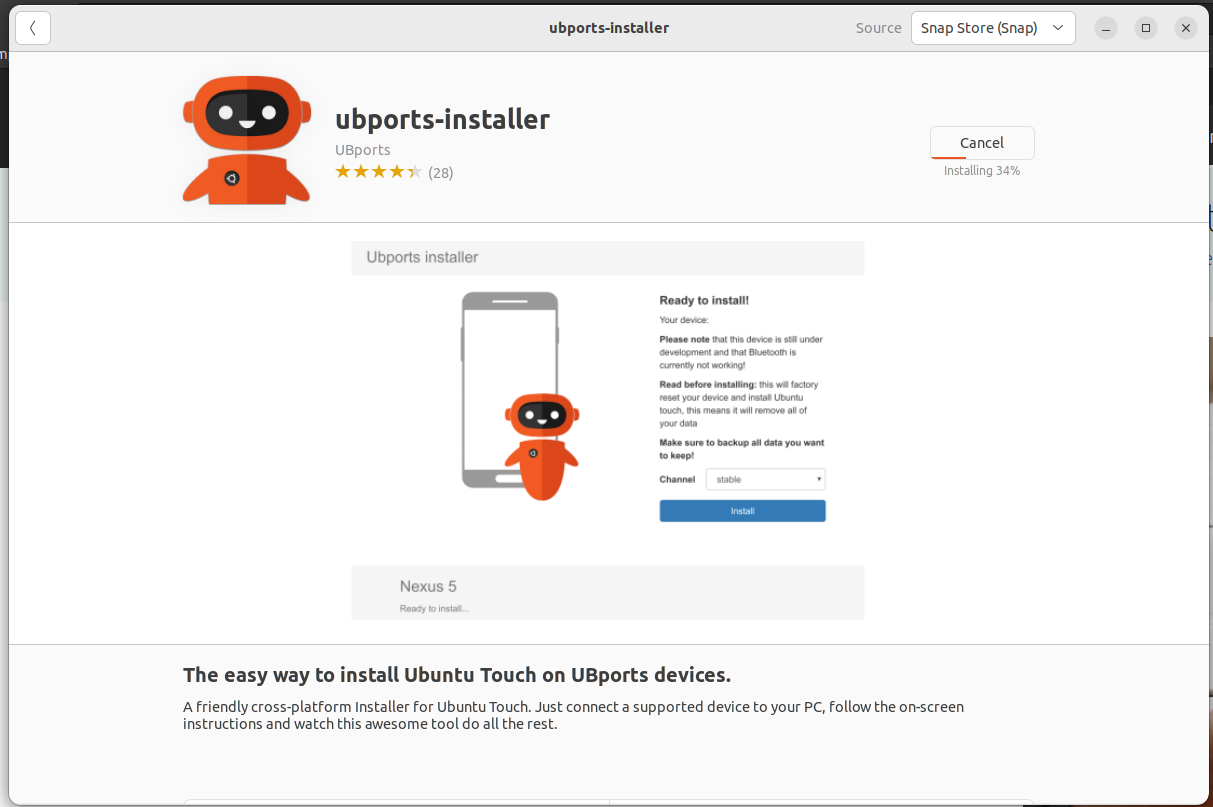 ubports-installer
Source
Snap Store (Snap)
ubports-installer
UBports
(28)
Cancel
Installing 34%
Ubports installer
Ready to install!
Your device:
Please note that this device is still under
development and that Bluetooth is
currently not working!
Read before installing: this will factory
reset your device and install Ubuntu
touch, this means it will remove all of
your data
Make sure to backup all data you want
to keep!
Channel
stable
Install
Nexus 5
Ready to install...
The easy way to install Ubuntu Touch on UBports devices.
A friendly cross-platform Installer for Ubuntu Touch. Just connect a supported device to your PC, follow the on-screen
instructions and watch this awesome tool do all the rest.